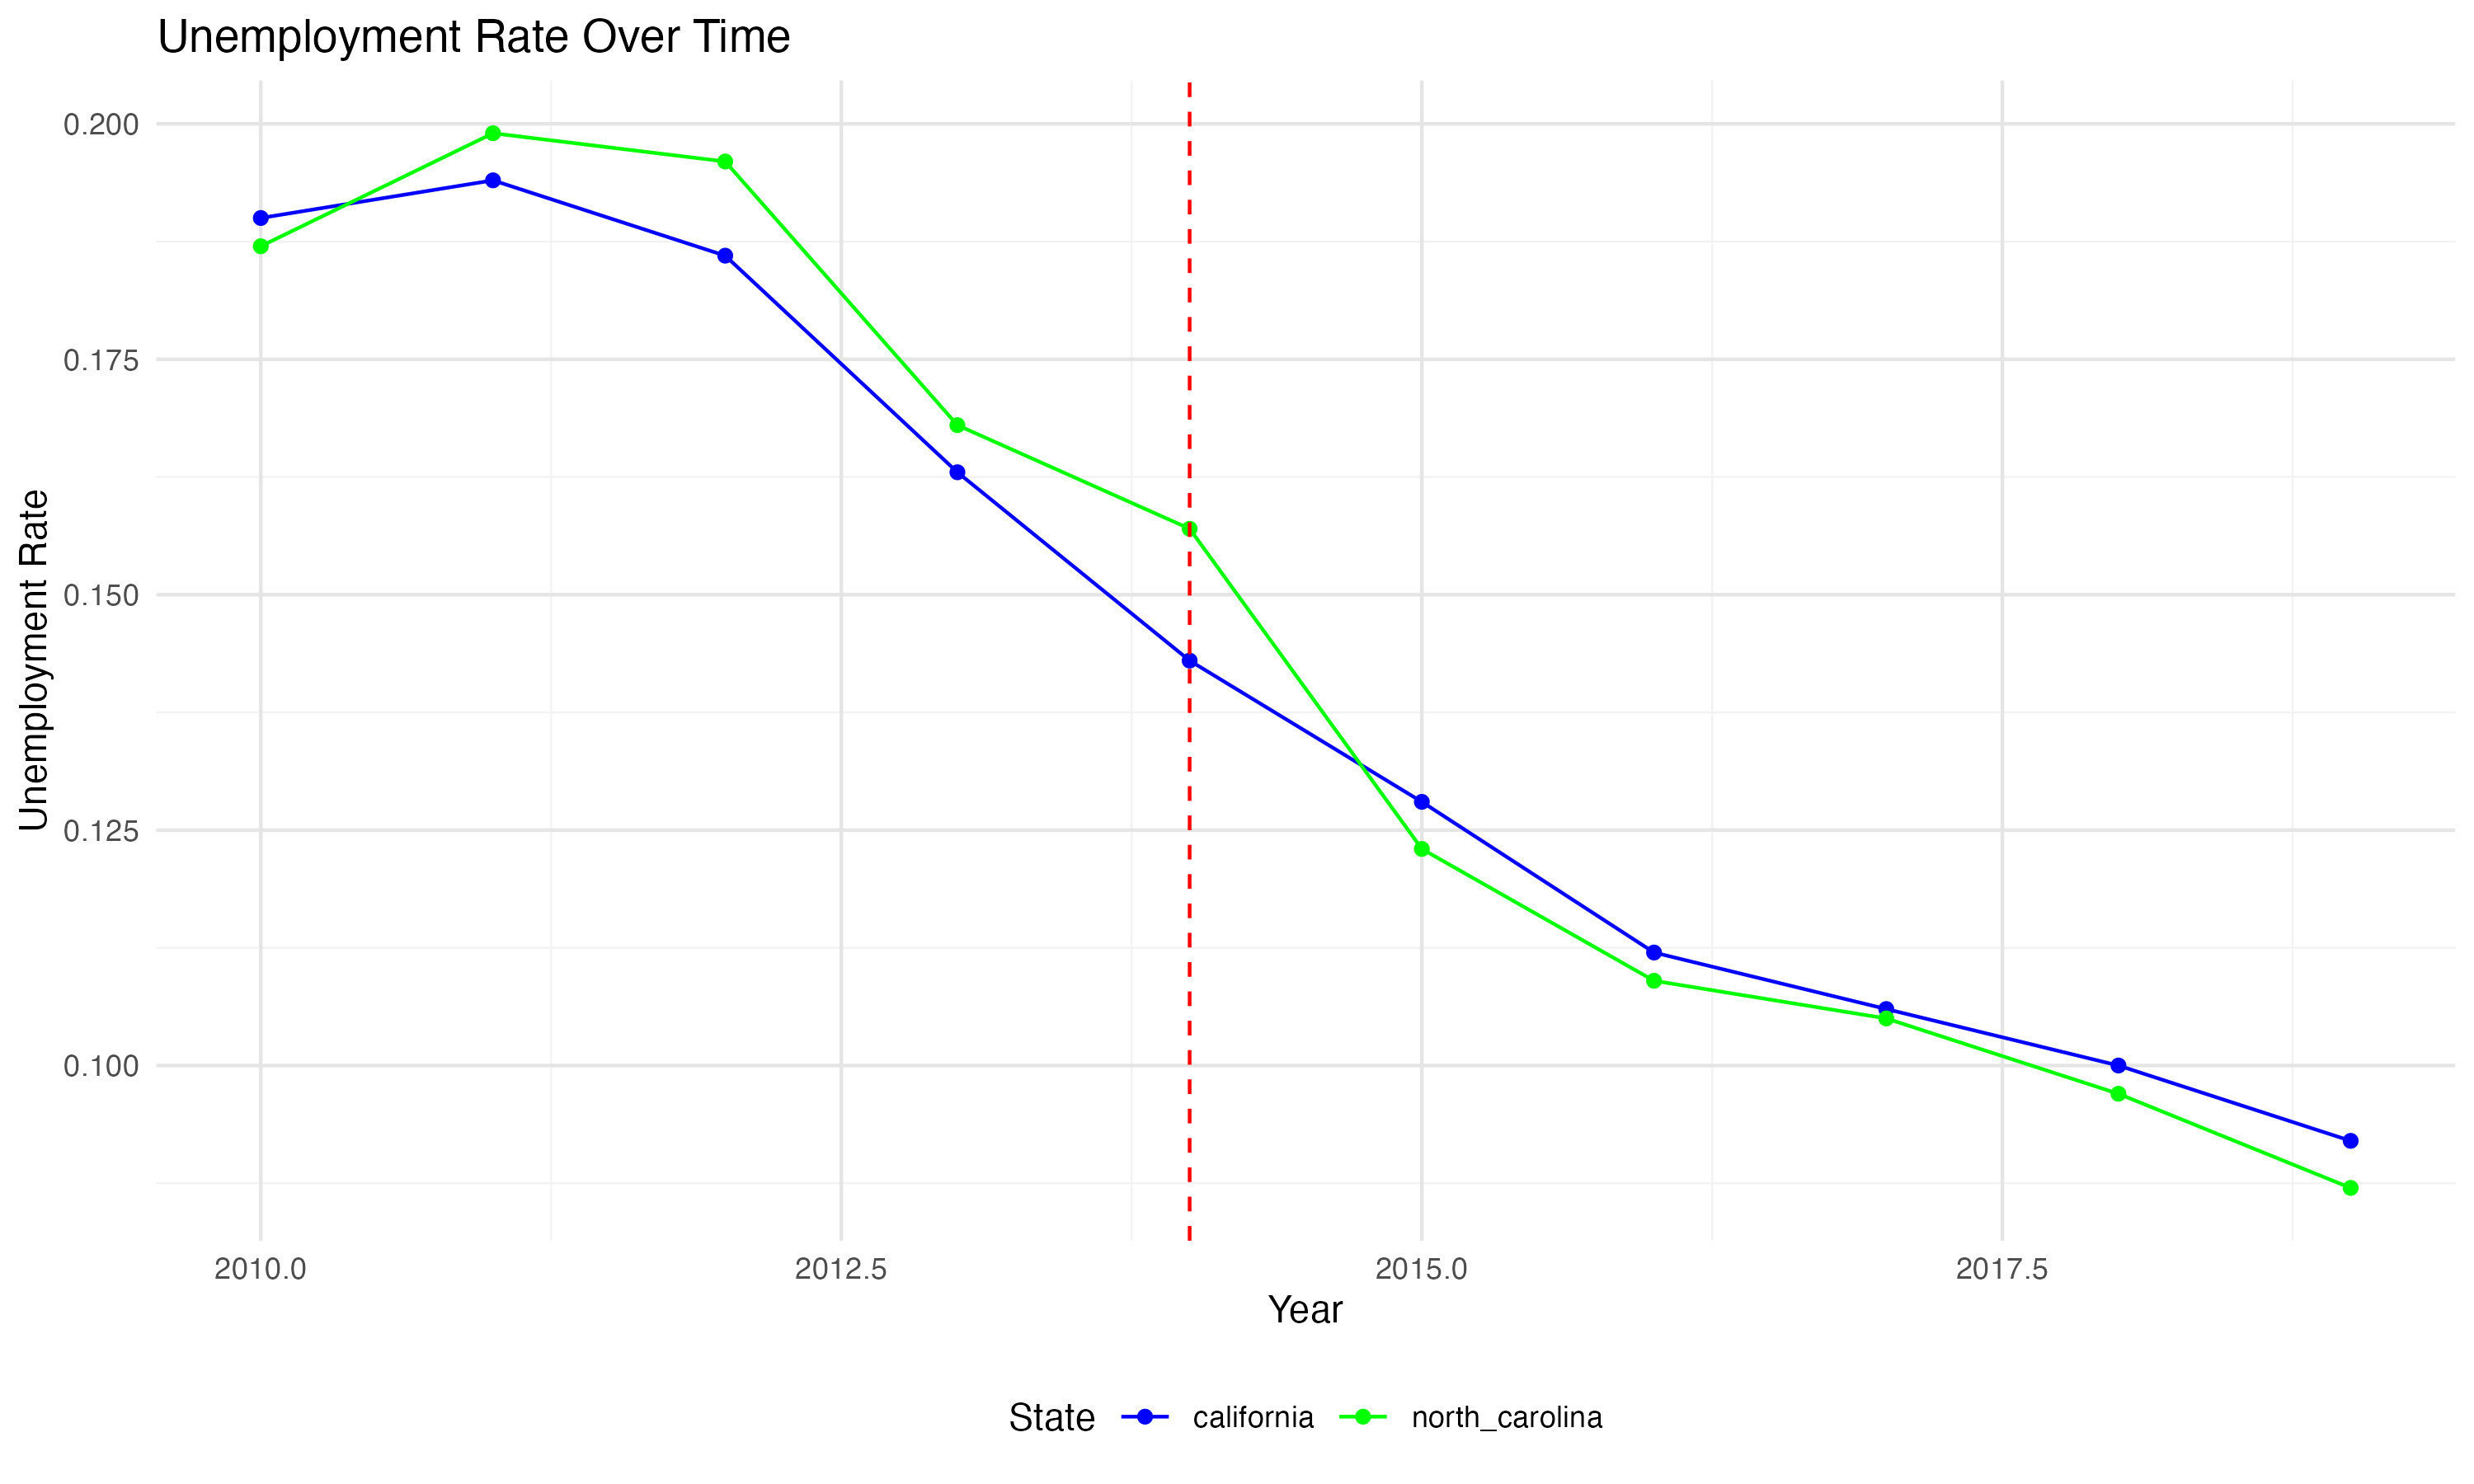 Unemployment Rate Over Time
Unemployment Rate
0.200
0.175
0.150
0.125
0.100
2010.0 2012.5 2015.0 2017.5
Year
State california north_carolina